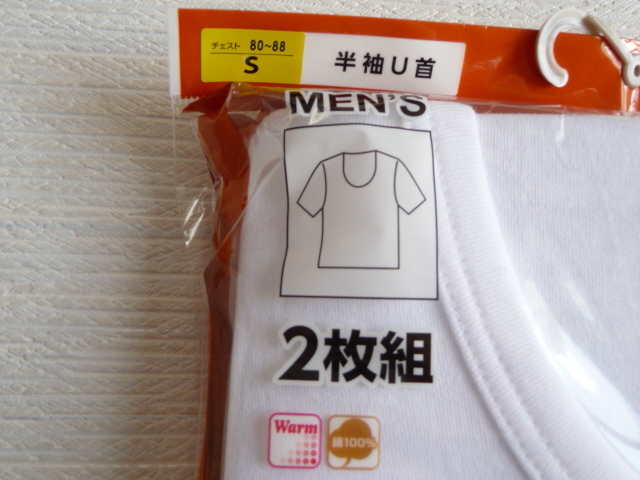 チェスト 80~88
S
半袖U首
MEN'S
2枚組
Warm
綿100%